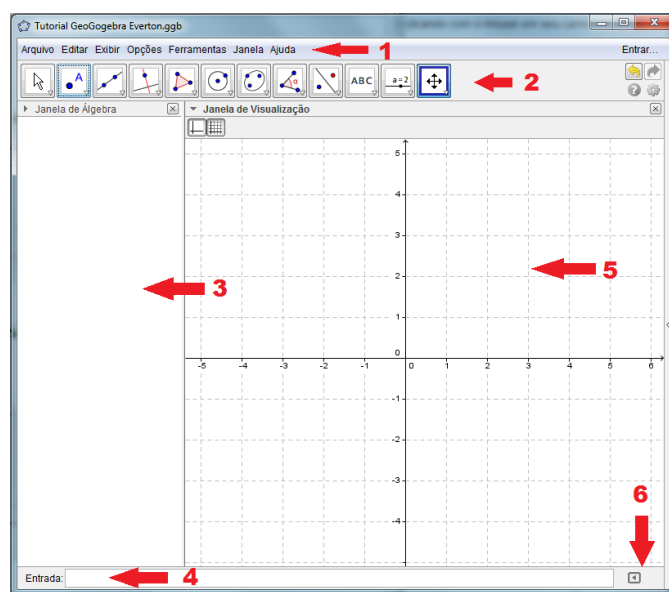 Tutorial GeoGogebra Everton.ggb
Arquivo Editar Exibir Opções Ferramentas Janela Ajuda
1
Entrar...
A
α
ABC
a=2
2
Janela de Álgebra
Janela de Visualização
5
4
3
2
1
0
-5 -4 -3 -2 -1 0 1 2 3 4 5 6
-1
-2
-3
-4
3
5
6
Entrada:
4